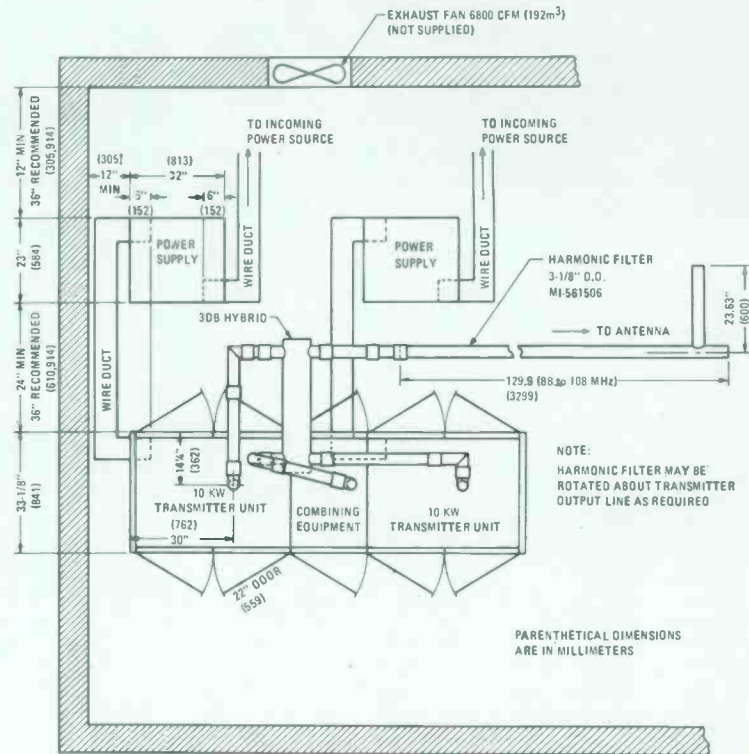 EXHAUST FAN 6800 CFM (192m³)
(NOT SUPPLIED)
TO INCOMING
POWER SOURCE
TO INCOMING
POWER SOURCE
12" MIN
36" RECOMMENDED
(305,914)
(305)
12"
MIN
(813)
32"
6"
(152)
6"
(152)
23"
(584)
POWER
SUPPLY
WIRE DUCT
POWER
SUPPLY
WIRE DUCT
HARMONIC FILTER
3-1/8" O.D.
MI-561506
23.63"
(600)
3DB HYBRID
TO ANTENNA
24" MIN
36" RECOMMENDED
(610,914)
WIRE DUCT
129.9 (88 to 108 MHz)
(3299)
33-1/8"
(841)
14¼"
(362)
10 KW
TRANSMITTER UNIT
(762)
30"
COMBINING
EQUIPMENT
10 KW
TRANSMITTER UNIT
22" DOOR
(559)
NOTE:
HARMONIC FILTER MAY BE
ROTATED ABOUT TRANSMITTER
OUTPUT LINE AS REQUIRED
PARENTHETICAL DIMENSIONS
ARE IN MILLIMETERS